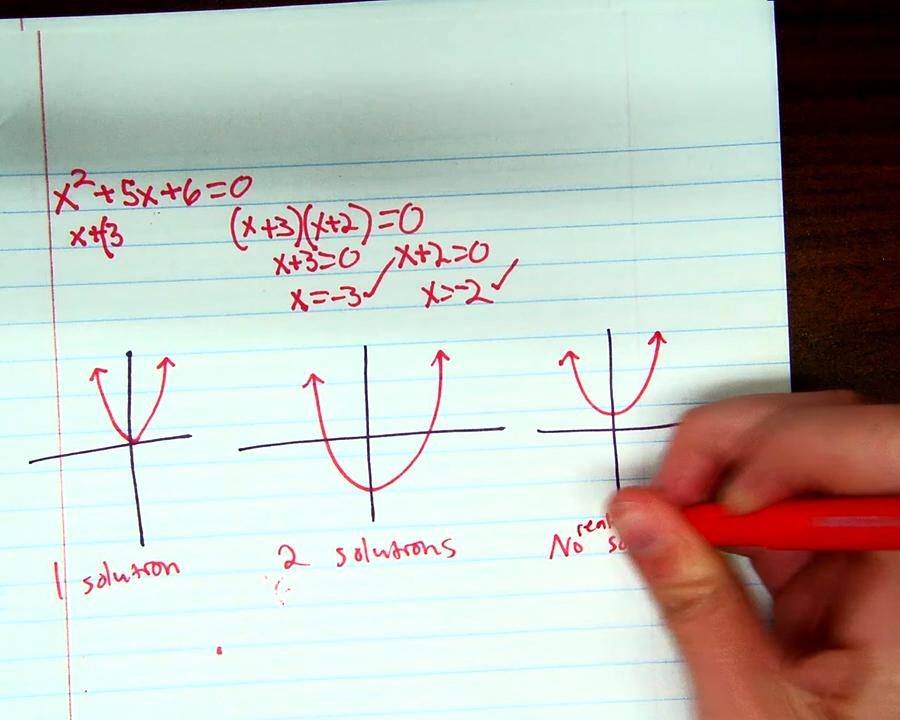 x²+5x+6=0
x+3
(x+3)(x+2)=0
x+3=0 x+2=0
x=-3✓ x=-2✓
1 solution
2 solutions
No real